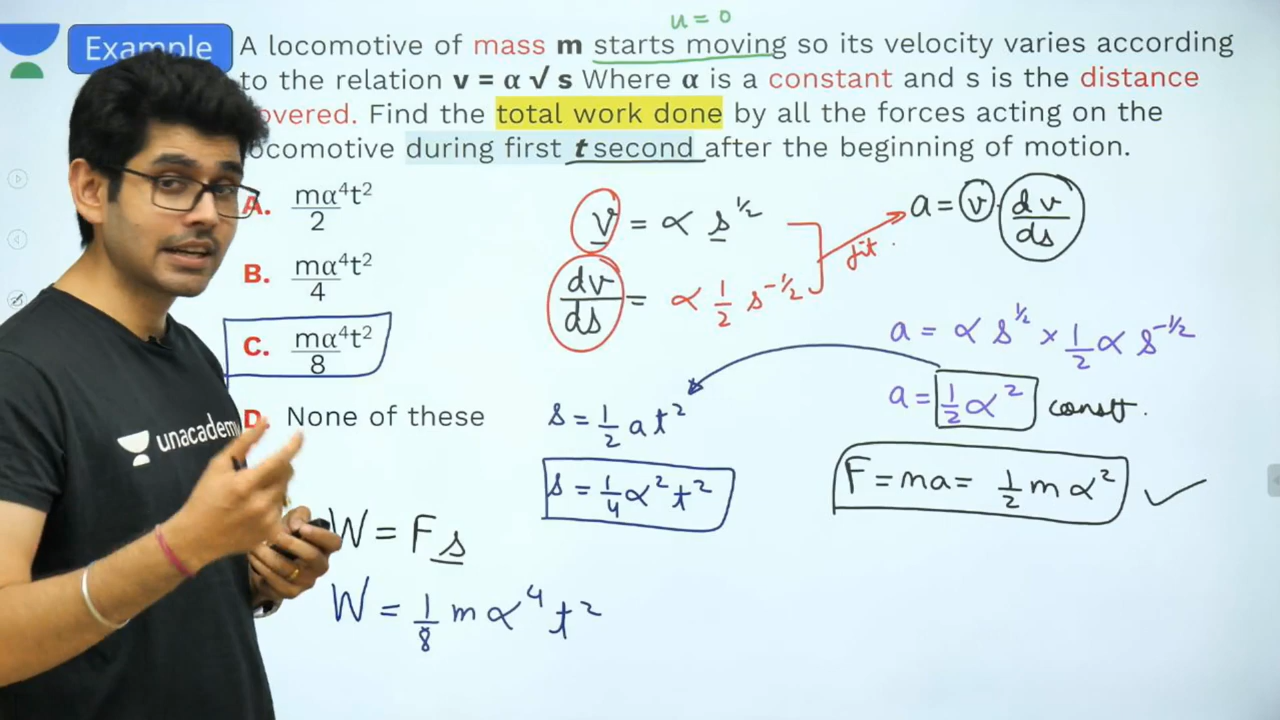 u = 0
Example
A locomotive of mass m starts moving so its velocity varies according
to the relation v = α √ s Where α is a constant and s is the distance
overed. Find the total work done by all the forces acting on the
ocomotive during first t second after the beginning of motion.
A. mα⁴t²/2
B. mα⁴t²/4
C. mα⁴t²/8
D. None of these
v = α s^1/2
dv/ds = α 1/2 s^-1/2
fit
a = v · dv/ds
a = α s^1/2 × 1/2 α s^-1/2
a = 1/2 α² const.
s = 1/2 a t²
s = 1/4 α² t²
F = ma = 1/2 m α²
W = F s
W = 1/8 m α⁴ t²
unacademy